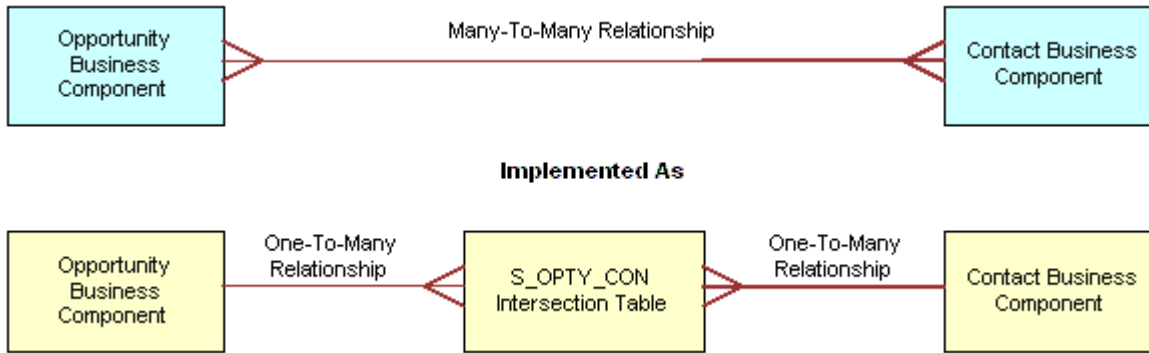 Opportunity
Business
Component
Many-To-Many Relationship
Contact Business
Component
Implemented As
Opportunity
Business
Component
One-To-Many
Relationship
S_OPTY_CON
Intersection Table
One-To-Many
Relationship
Contact Business
Component